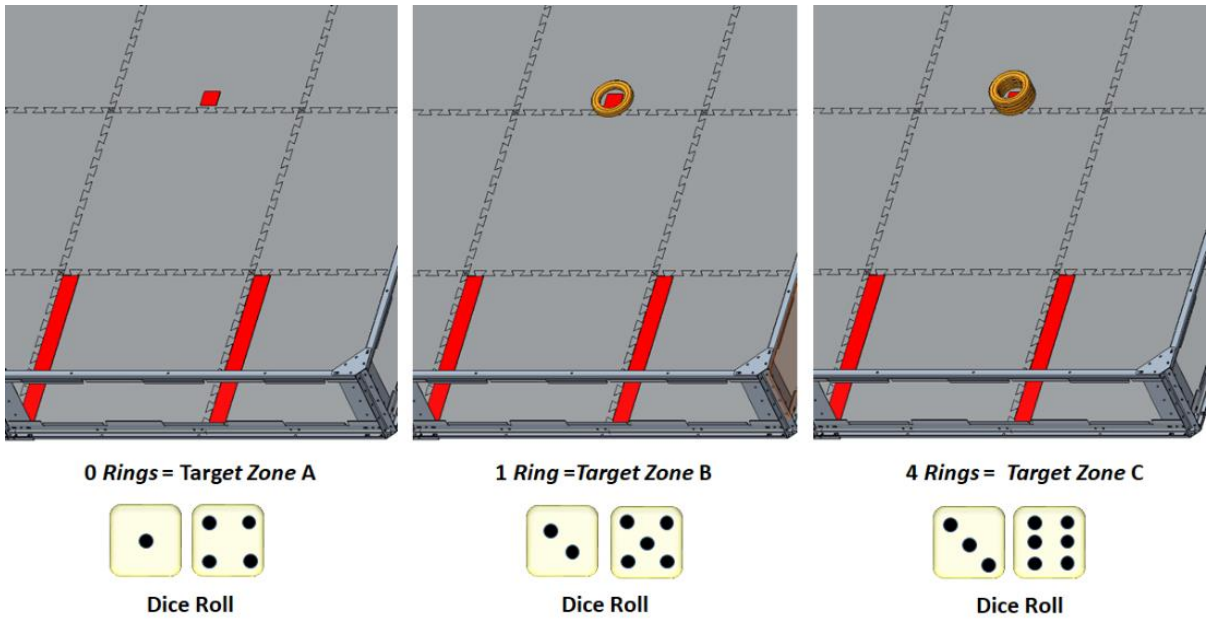 0 Rings = Target Zone A
1 Ring =Target Zone B
4 Rings = Target Zone C
Dice Roll
Dice Roll
Dice Roll